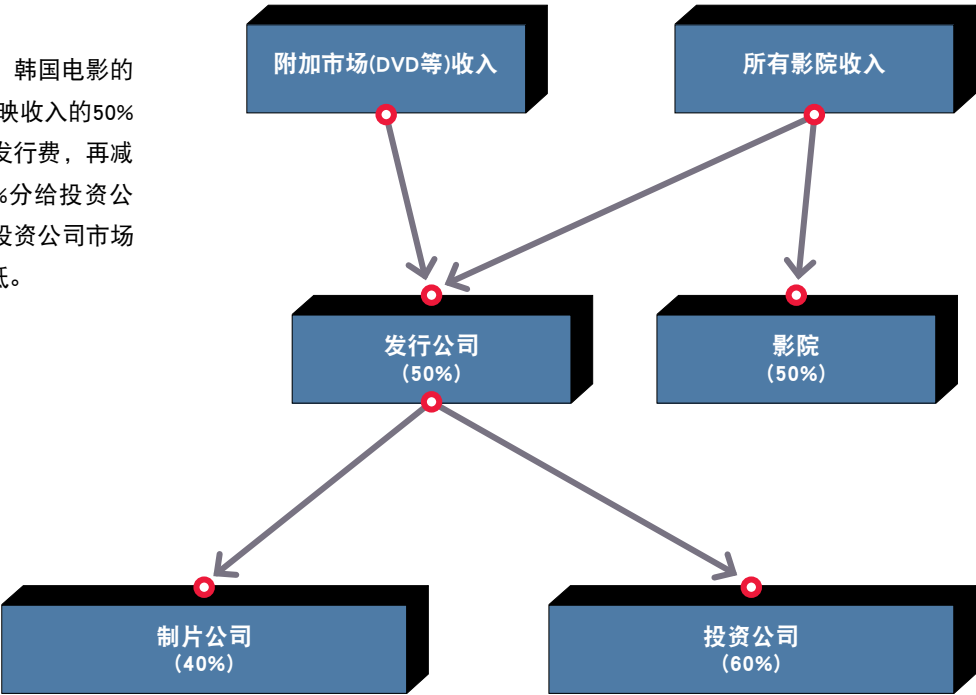 韩国电影的
映收入的50%
发行费，再减
%分给投资公
投资公司市场
低。
附加市场(DVD等)收入
所有影院收入
发行公司
(50%)
影院
(50%)
制片公司
(40%)
投资公司
(60%)